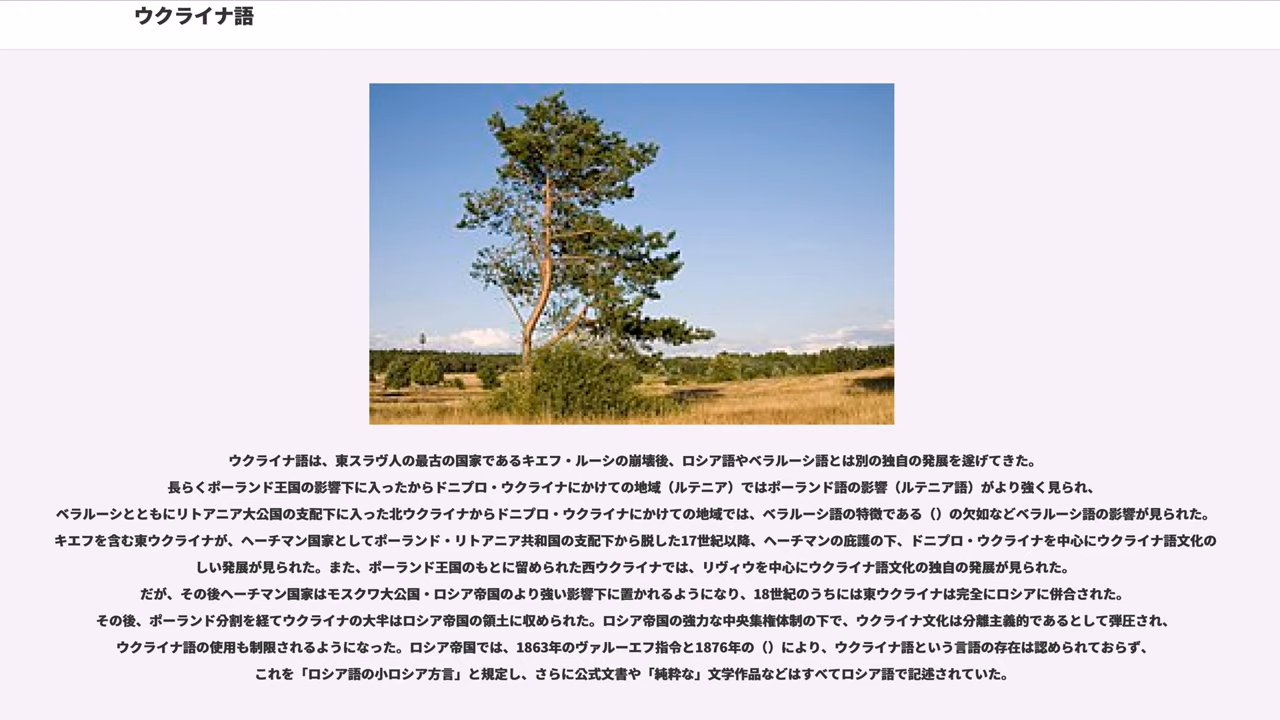 ウクライナ語
ウクライナ語は、東スラヴ人の最古の国家であるキエフ・ルーシの崩壊後、ロシア語やベラルーシ語とは別の独自の発展を遂げてきた。
長らくポーランド王国の影響下に入ったからドニプロ・ウクライナにかけての地域（ルテニア）ではポーランド語の影響（ルテニア語）がより強く見られ、
ベラルーシとともにリトアニア大公国の支配下に入った北ウクライナからドニプロ・ウクライナにかけての地域では、ベラルーシ語の特徴である（）の欠如などベラルーシ語の影響が見られた。
キエフを含む東ウクライナが、ヘーチマン国家としてポーランド・リトアニア共和国の支配下から脱した17世紀以降、ヘーチマンの庇護の下、ドニプロ・ウクライナを中心にウクライナ語文化の
しい発展が見られた。また、ポーランド王国のもとに留められた西ウクライナでは、リヴィウを中心にウクライナ語文化の独自の発展が見られた。
だが、その後ヘーチマン国家はモスクワ大公国・ロシア帝国のより強い影響下に置かれるようになり、18世紀のうちには東ウクライナは完全にロシアに併合された。
その後、ポーランド分割を経てウクライナの大半はロシア帝国の領土に収められた。ロシア帝国の強力な中央集権体制の下で、ウクライナ文化は分離主義的であるとして弾圧され、
ウクライナ語の使用も制限されるようになった。ロシア帝国では、1863年のヴァルーエフ指令と1876年の（）により、ウクライナ語という言語の存在は認められておらず、
これを「ロシア語の小ロシア方言」と規定し、さらに公式文書や「純粋な」文学作品などはすべてロシア語で記述されていた。